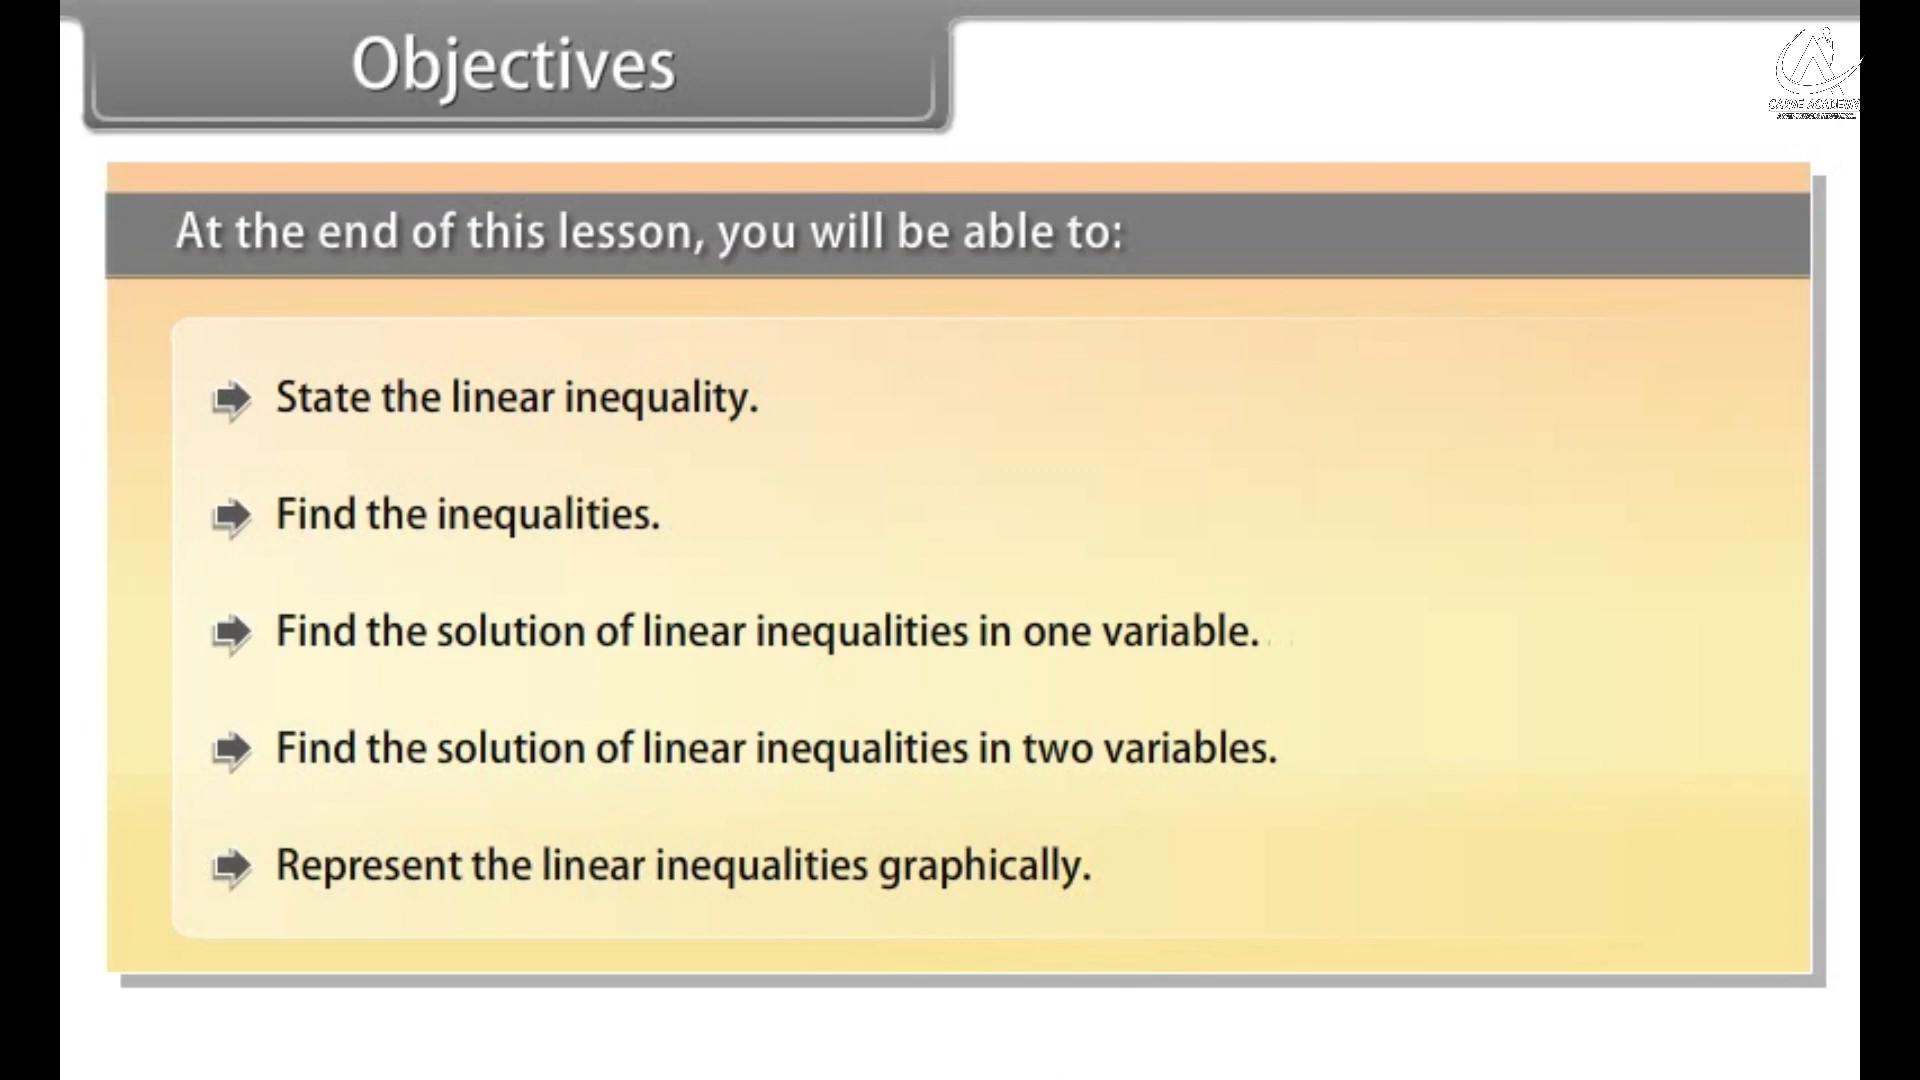 Objectives
At the end of this lesson, you will be able to:
State the linear inequality.
Find the inequalities.
Find the solution of linear inequalities in one variable.
Find the solution of linear inequalities in two variables.
Represent the linear inequalities graphically.